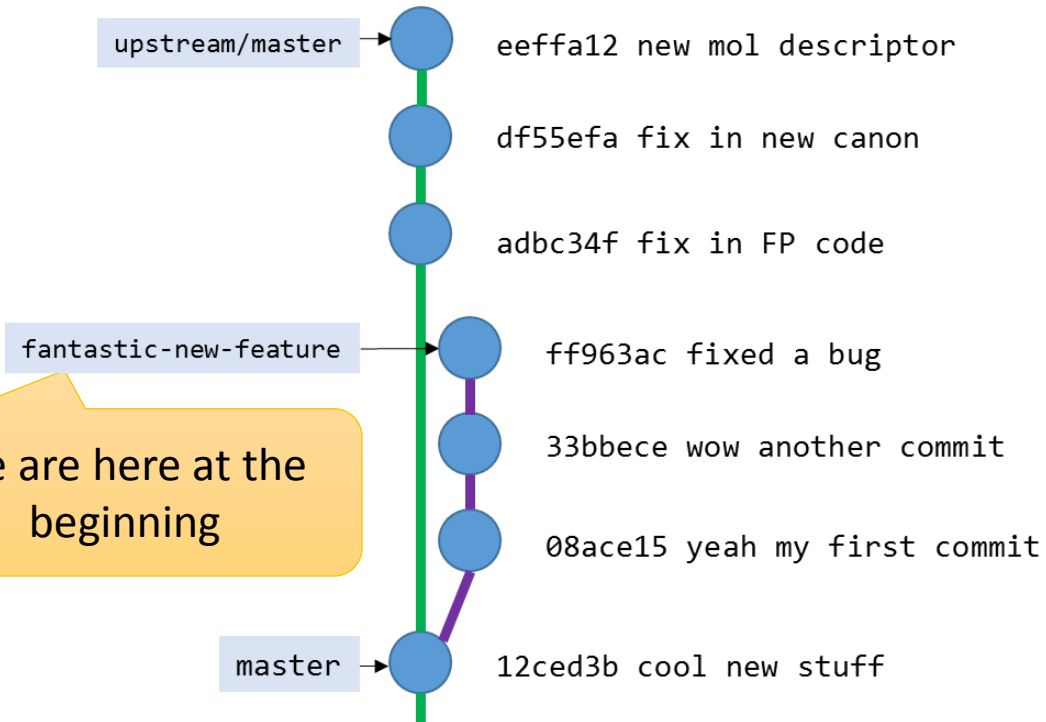 upstream/master
eeffa12 new mol descriptor
df55efa fix in new canon
adbc34f fix in FP code
fantastic-new-feature
ff963ac fixed a bug
are here at the
beginning
33bbece wow another commit
08ace15 yeah my first commit
master
12ced3b cool new stuff